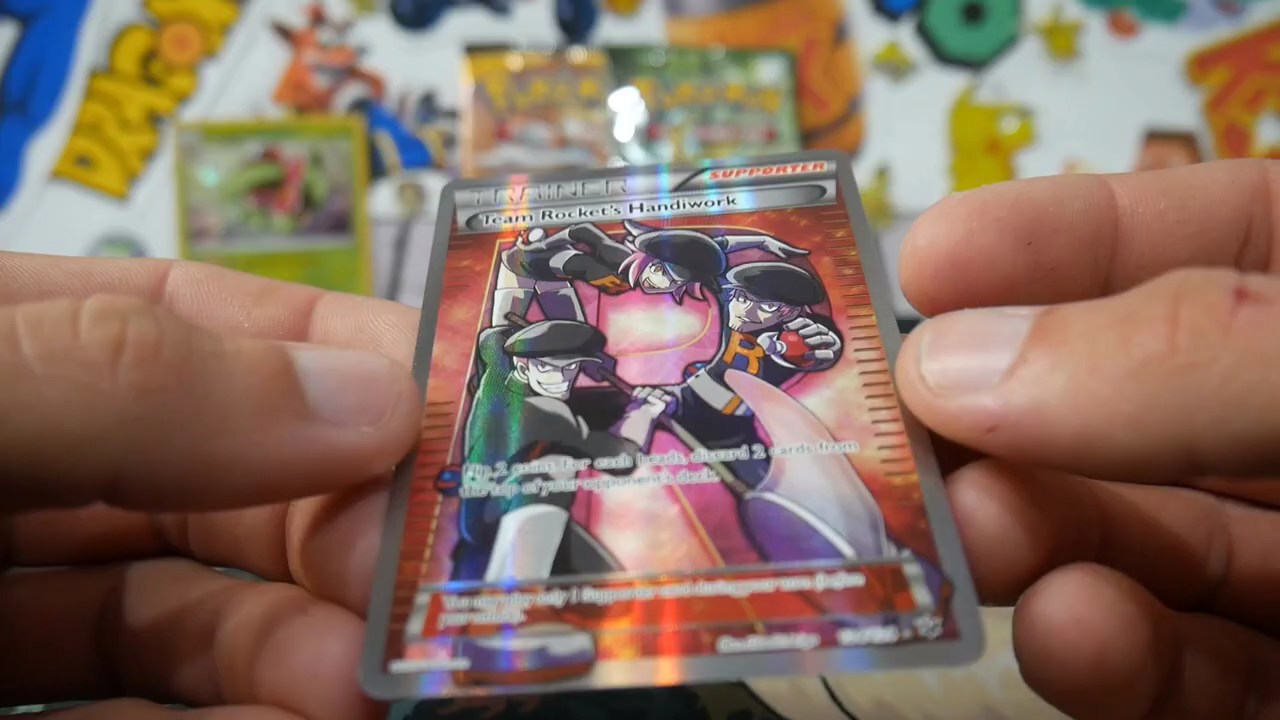 TRAINER
SUPPORTER
Team Rocket's Handiwork
R
Flip 2 coins. For each heads, discard 2 cards from
the top of your opponent's deck.
You may play only 1 Supporter card during your turn (before
your attack).